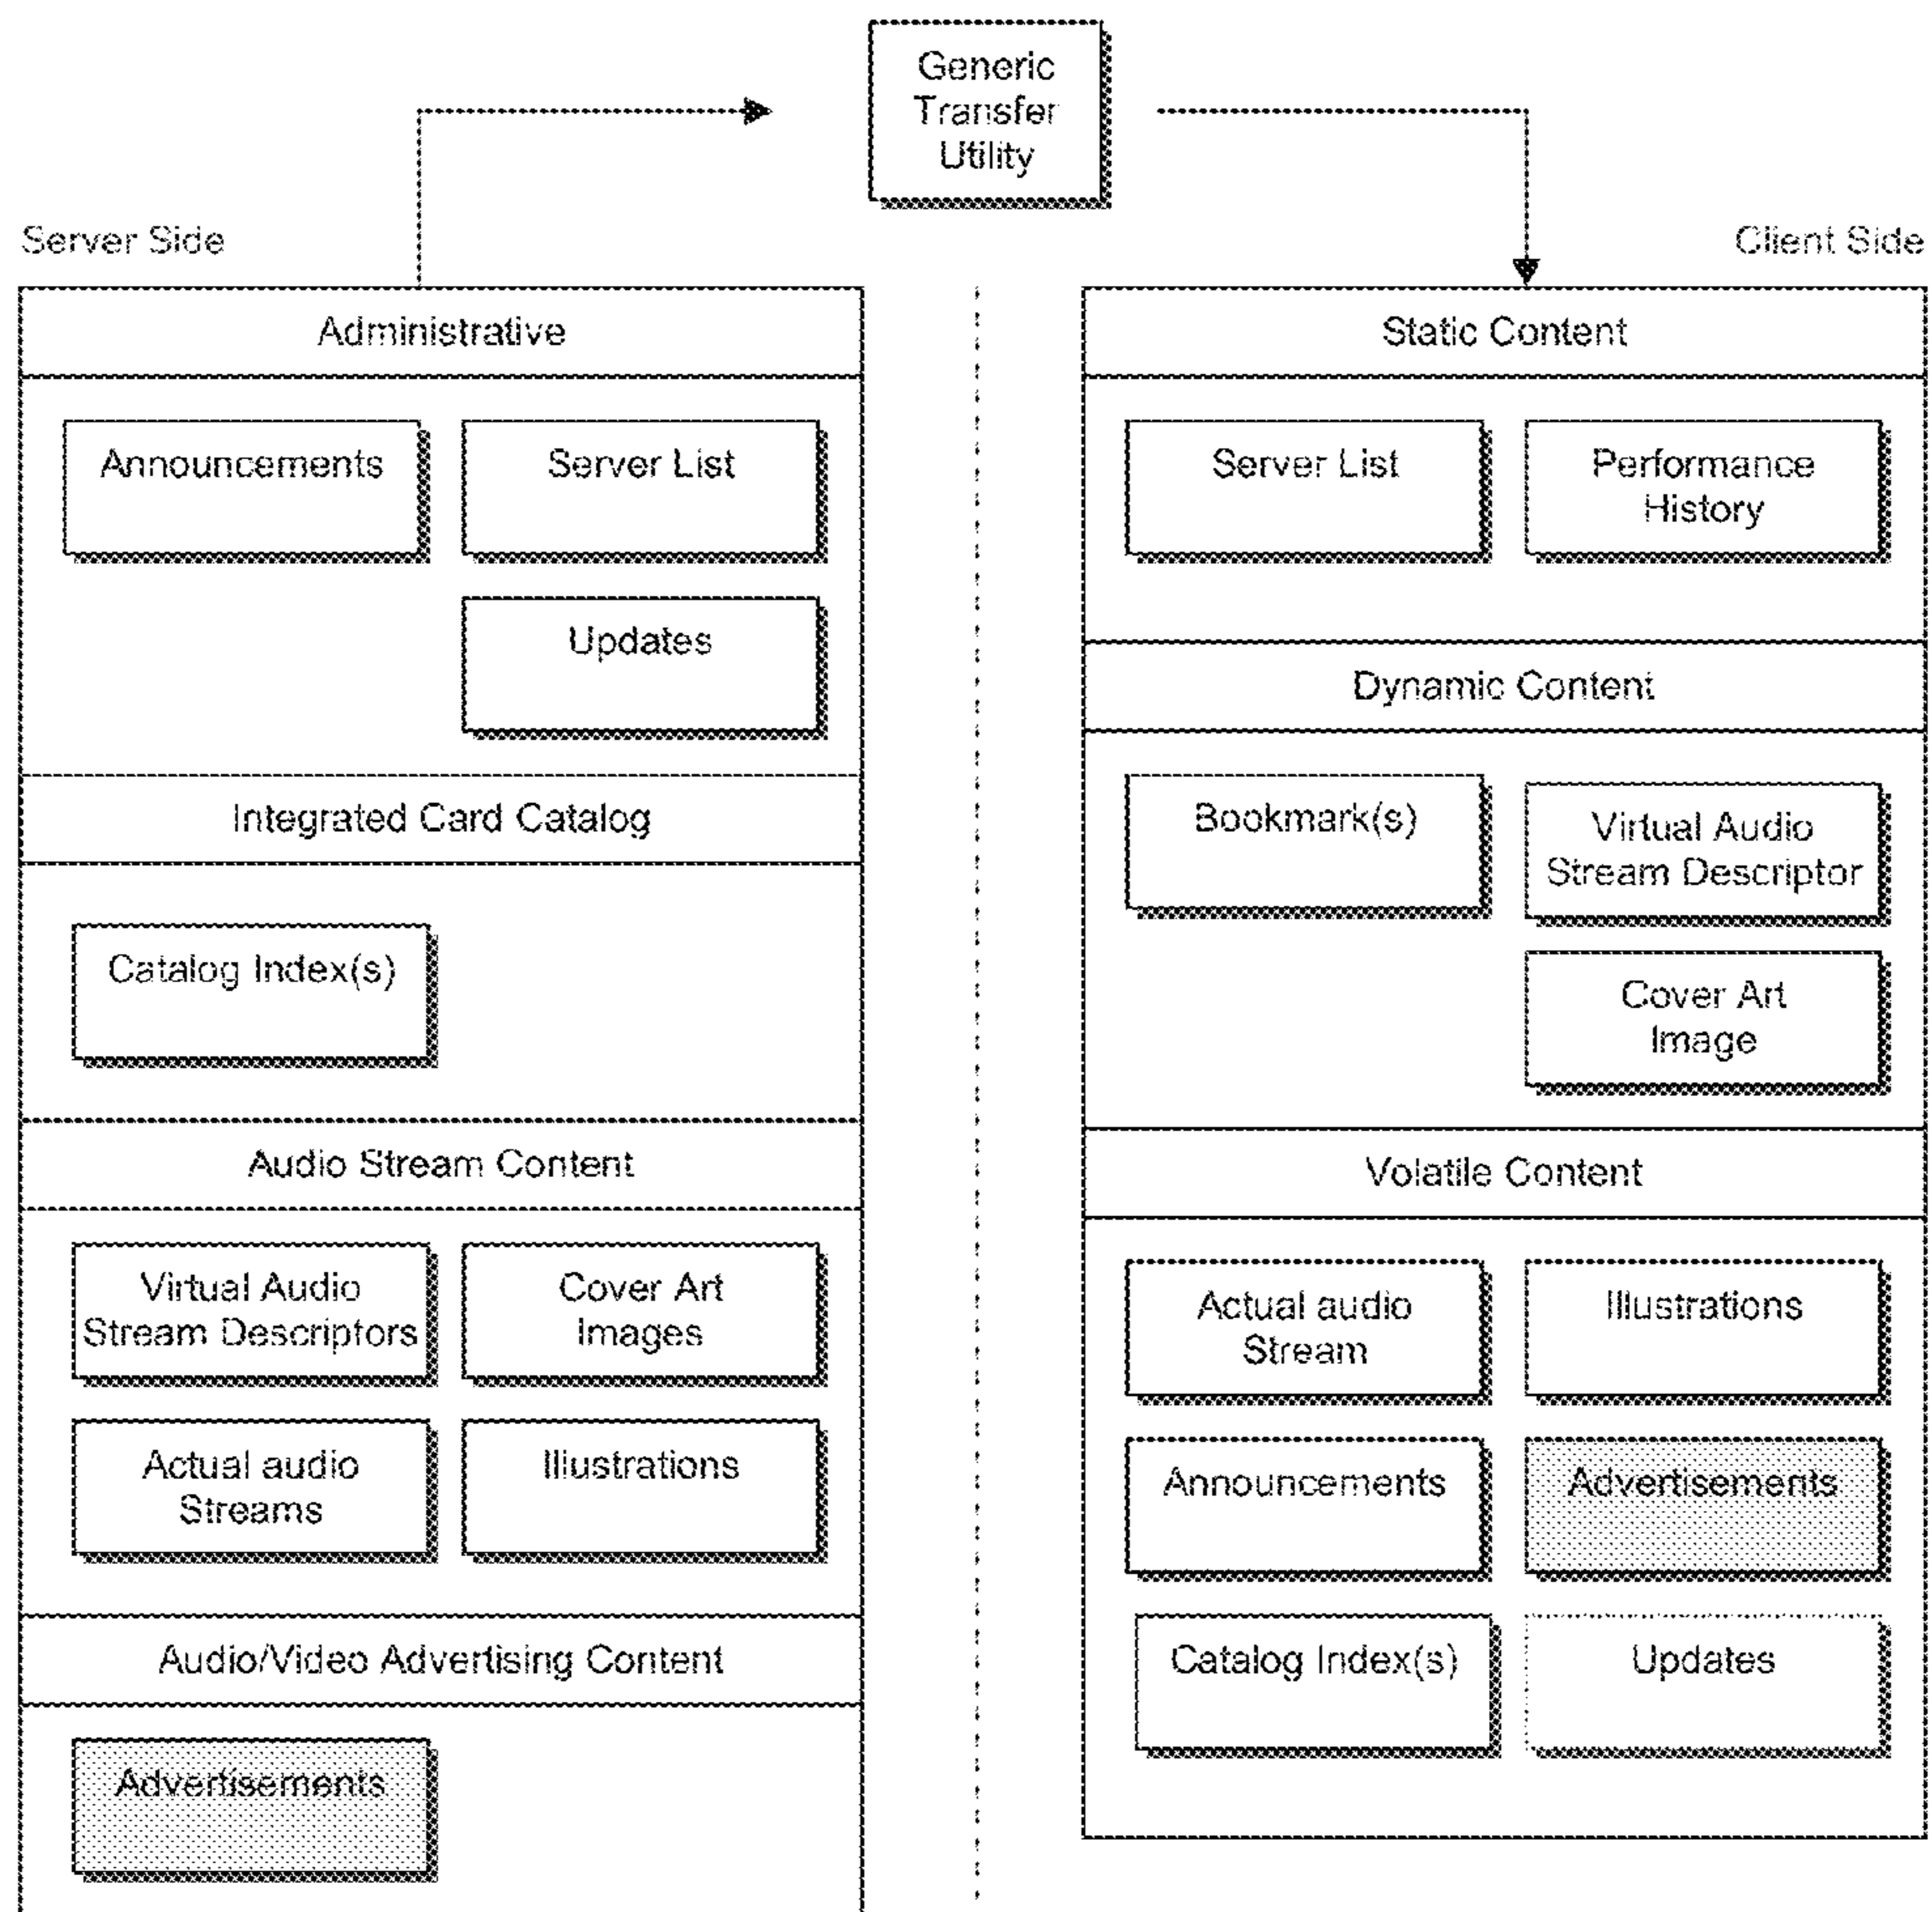 Generic
Transfer
Utility
Server Side
Client Side
Administrative
Announcements
Server List
Updates
Integrated Card Catalog
Catalog Index(s)
Audio Stream Content
Virtual Audio
Stream Descriptors
Cover Art
Images
Actual audio
Streams
Illustrations
Audio/Video Advertising Content
Advertisements
Static Content
Server List
Performance
History
Dynamic Content
Bookmark(s)
Virtual Audio
Stream Descriptor
Cover Art
Image
Volatile Content
Actual audio
Stream
Illustrations
Announcements
Advertisements
Catalog Index(s)
Updates